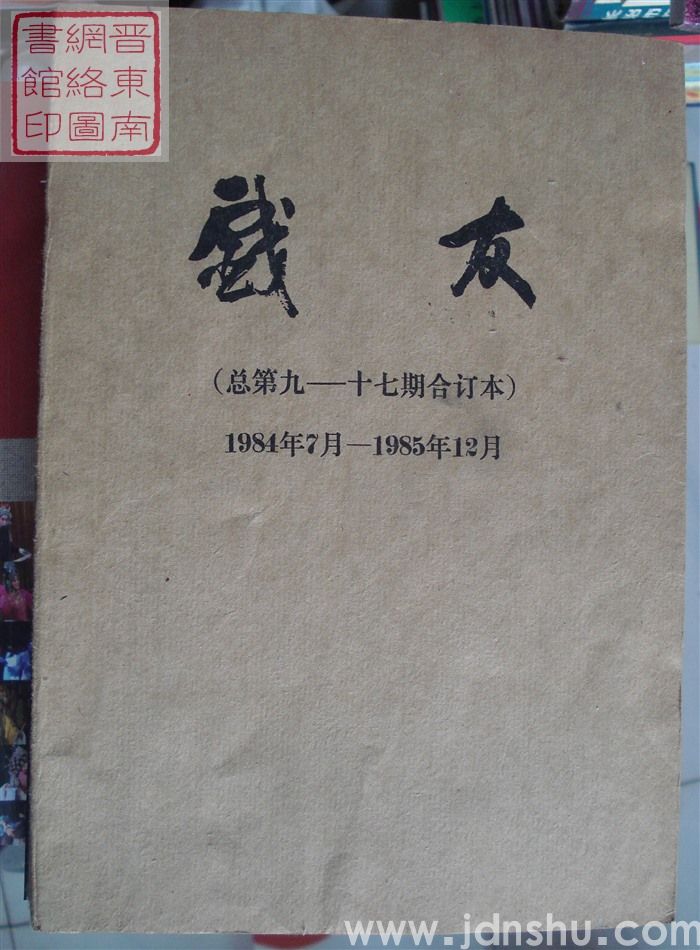 晋東南
網絡圖
書館印
戲友
（总第九——十七期合订本）
1984年7月—1985年12月
www.jdnshu.com